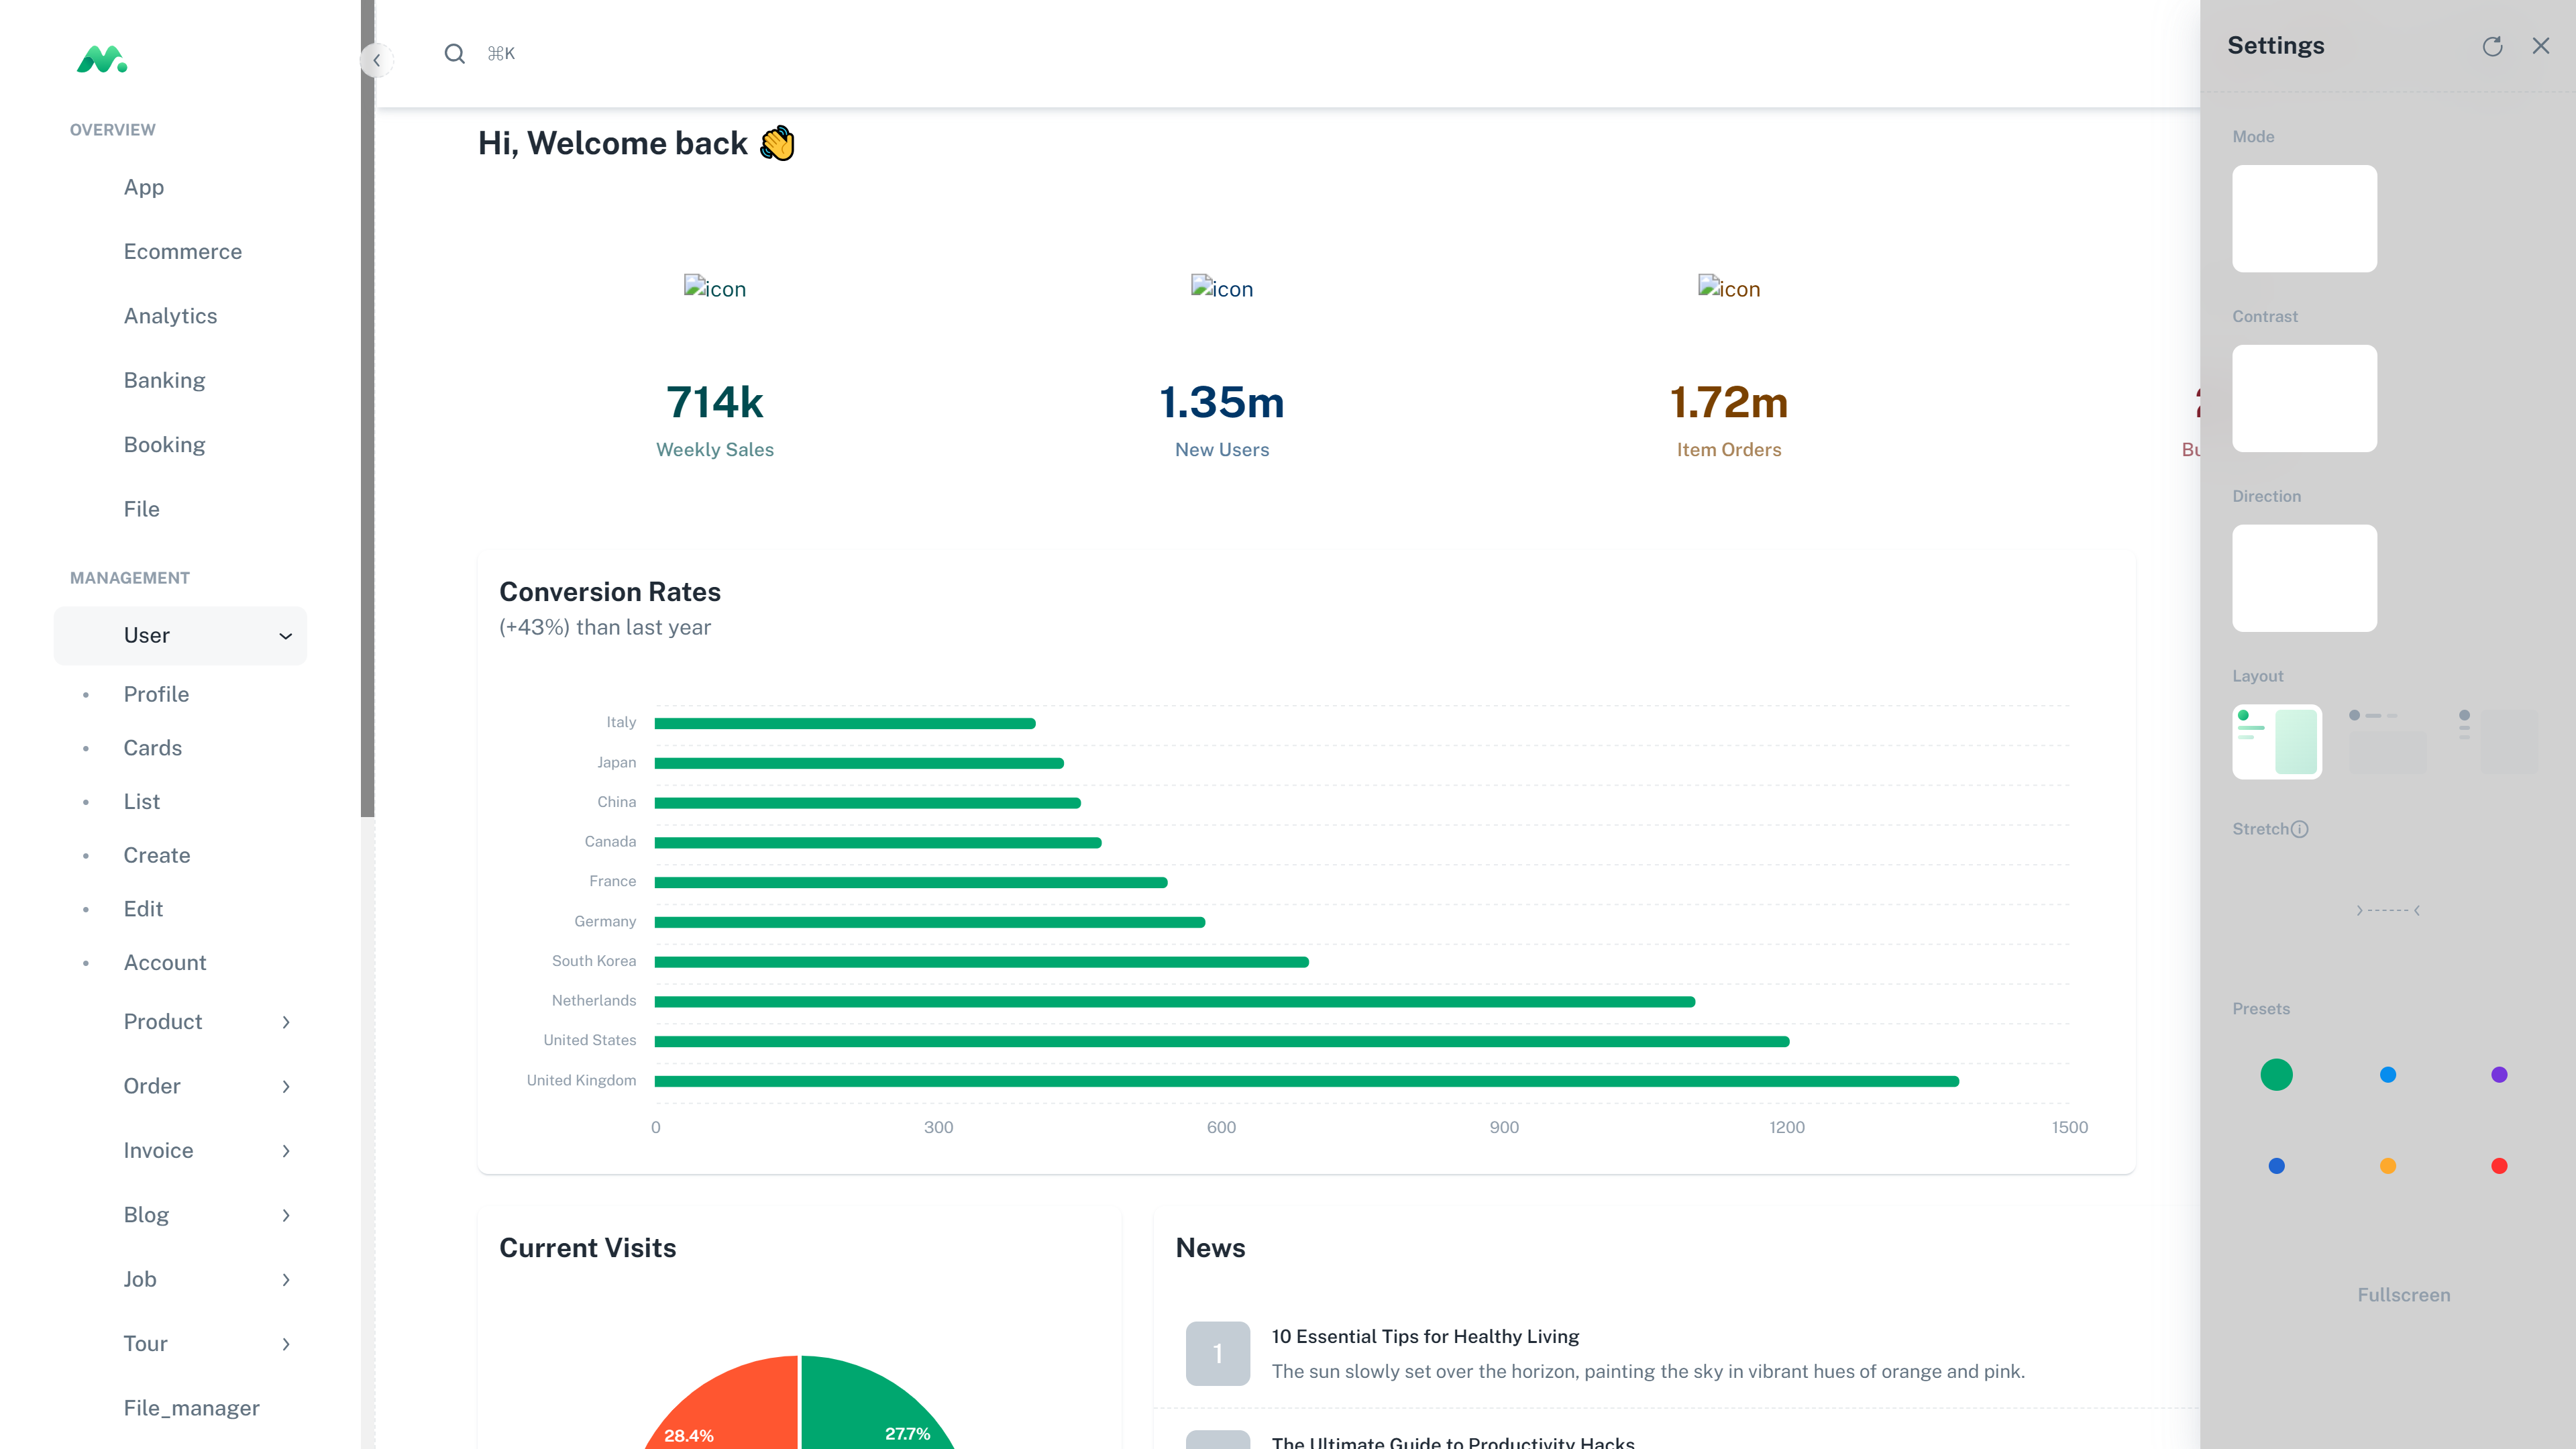 OVERVIEW
App
Ecommerce
Analytics
Banking
Booking
File
MANAGEMENT
User
Profile
Cards
List
Create
Edit
Account
Product
Order
Invoice
Blog
Job
Tour
File_manager
⌘K
Hi, Welcome back 👋
icon
714k
Weekly Sales
icon
1.35m
New Users
icon
1.72m
Item Orders
Bu
Conversion Rates
(+43%) than last year
Italy
Japan
China
Canada
France
Germany
South Korea
Netherlands
United States
United Kingdom
0 300 600 900 1200 1500
Current Visits
28.4% 27.7%
News
1
10 Essential Tips for Healthy Living
The sun slowly set over the horizon, painting the sky in vibrant hues of orange and pink.
The Ultimate Guide to Productivity Hacks
Settings
Mode
Contrast
Direction
Layout
Stretch
Presets
Fullscreen